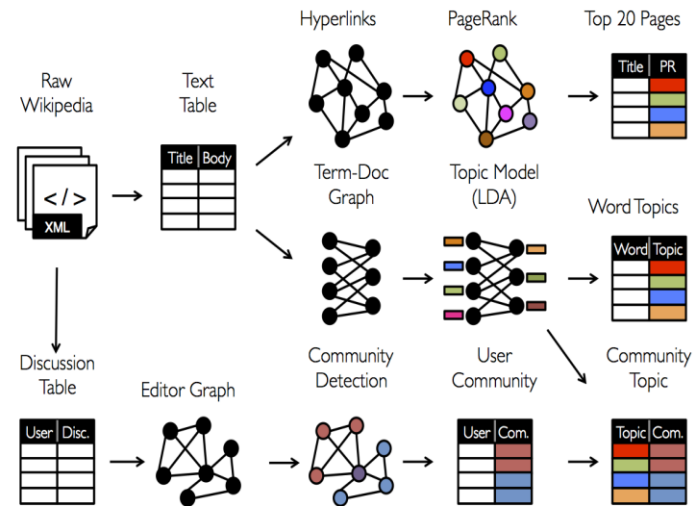 Hyperlinks
PageRank
Top 20 Pages
Raw
Wikipedia
Text
Table
Title Body
Title PR
</>
XML
Term-Doc
Graph
Topic Model
(LDA)
Word Topics
Word Topic
Discussion
Table
Editor Graph
Community
Detection
User
Community
Community
Topic
User Disc.
User Com.
Topic Com.